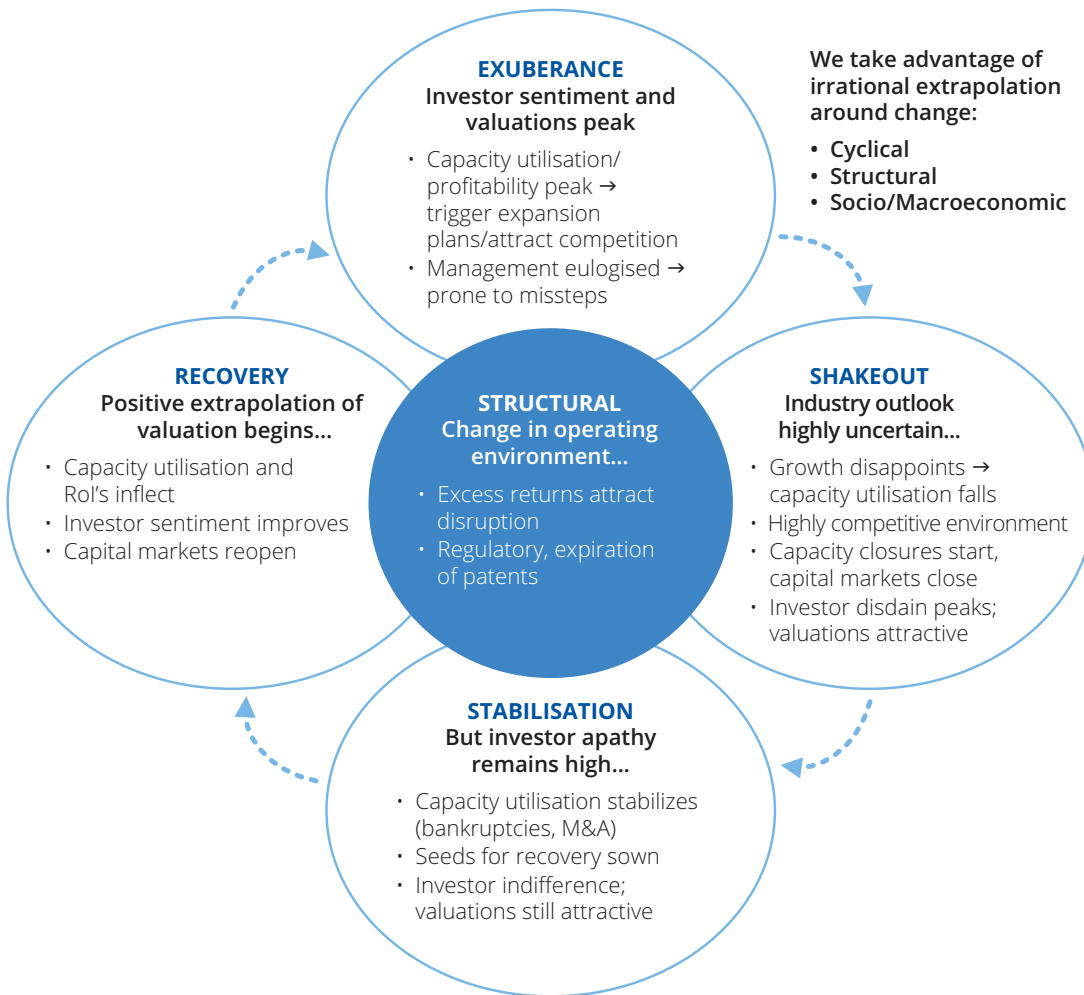 EXUBERANCE
Investor sentiment and
valuations peak
• Capacity utilisation/
profitability peak →
trigger expansion
plans/attract competition
• Management eulogised →
prone to missteps
We take advantage of
irrational extrapolation
around change:
• Cyclical
• Structural
• Socio/Macroeconomic
RECOVERY
Positive extrapolation of
valuation begins...
• Capacity utilisation and
RoI's inflect
• Investor sentiment improves
• Capital markets reopen
STRUCTURAL
Change in operating
environment...
• Excess returns attract
disruption
• Regulatory, expiration
of patents
SHAKEOUT
Industry outlook
highly uncertain...
• Growth disappoints →
capacity utilisation falls
• Highly competitive environment
• Capacity closures start,
capital markets close
• Investor disdain peaks;
valuations attractive
STABILISATION
But investor apathy
remains high...
• Capacity utilisation stabilizes
(bankruptcies, M&A)
• Seeds for recovery sown
• Investor indifference;
valuations still attractive